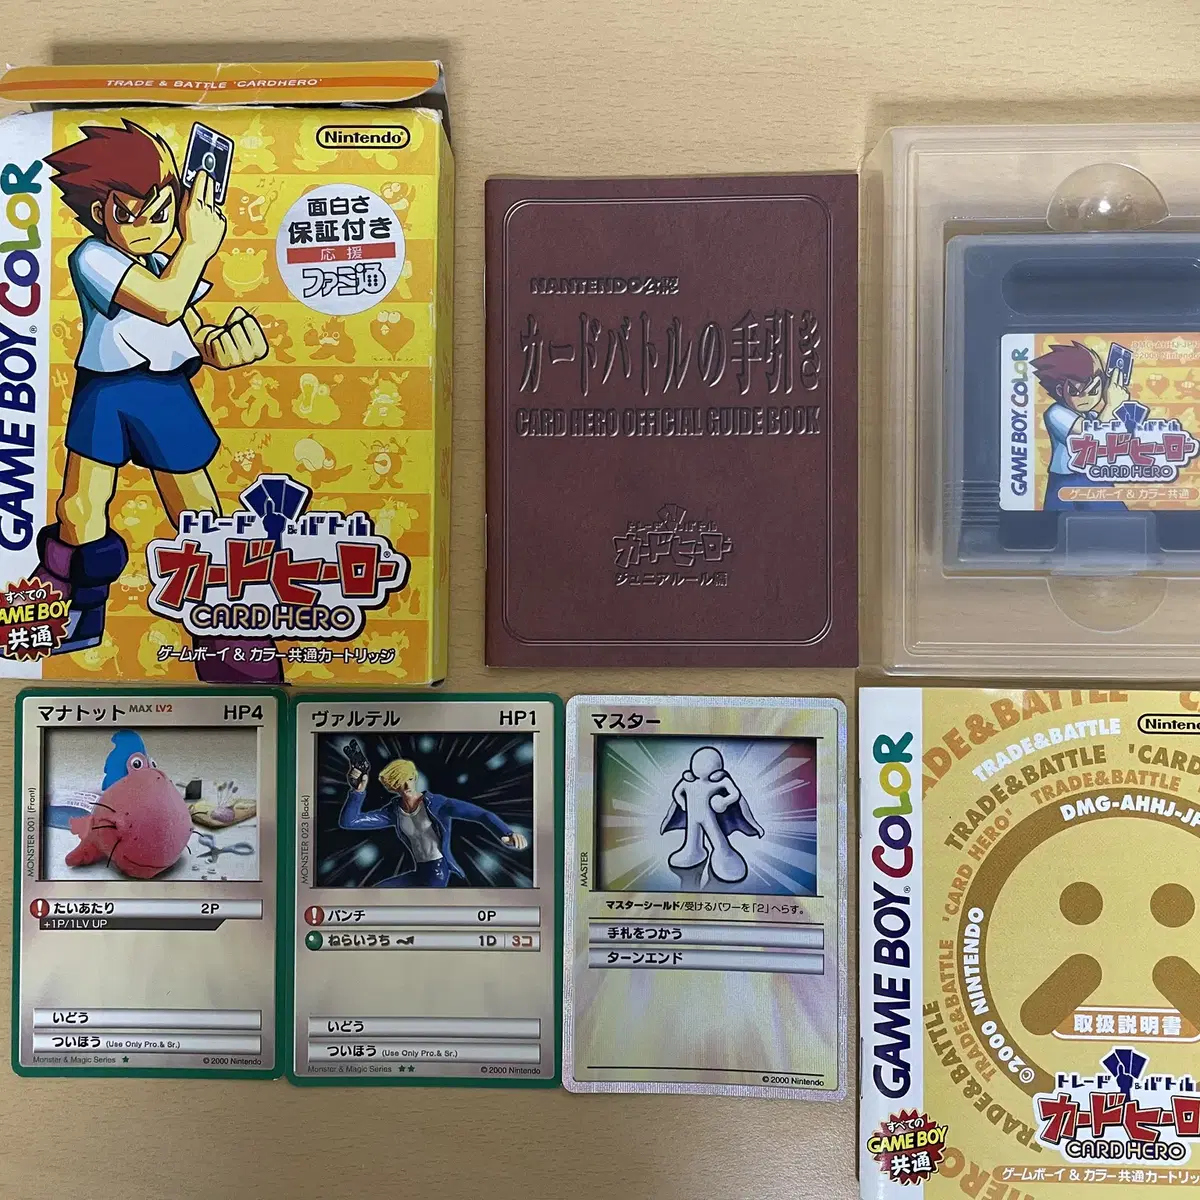 TRADE & BATTLE 'CARDHERO'
Nintendo®
面白さ
保証付き
応援
ファミ通
GAME BOY COLOR
トレード&バトル
カードヒーロー®
CARD HERO
ゲームボーイ & カラー共通カートリッジ
すべての
GAME BOY
共通
NANTENDO公認
カードバトルの手引き
CARD HERO OFFICIAL GUIDE BOOK
トレード&バトル
カードヒーロー
ジュニアルール編
GAME BOY COLOR
トレード&バトル
カードヒーロー
CARD HERO
ゲームボーイ & カラー共通
マナトット MAX LV2 HP4
MONSTER 001 [Front]
たいあたり 2P
+1P/1LV UP
いどう
ついほう (Use Only Pro.& Sr.)
Monster & Magic Series ★
© 2000 Nintendo
ヴァルテル HP1
MONSTER 023 [Back]
パンチ 0P
ねらいうち 1D 3コ
いどう
ついほう (Use Only Pro.& Sr.)
Monster & Magic Series ★★
© 2000 Nintendo
マスター
MASTER
マスターシールド/受けるパワーを「2」へらす。
手札をつかう
ターンエンド
© 2000 Nintendo
GAME BOY COLOR
TRADE&BATTLE
TRADE&BATTLE 'CARD
TRADE&BATTLE
DMG-AHHJ-JP
©2000 NINTENDO
取扱説明書
トレード&バトル
カードヒーロー
CARD HERO
ゲームボーイ & カラー共通カートリッ
すべての
GAME BOY
共通